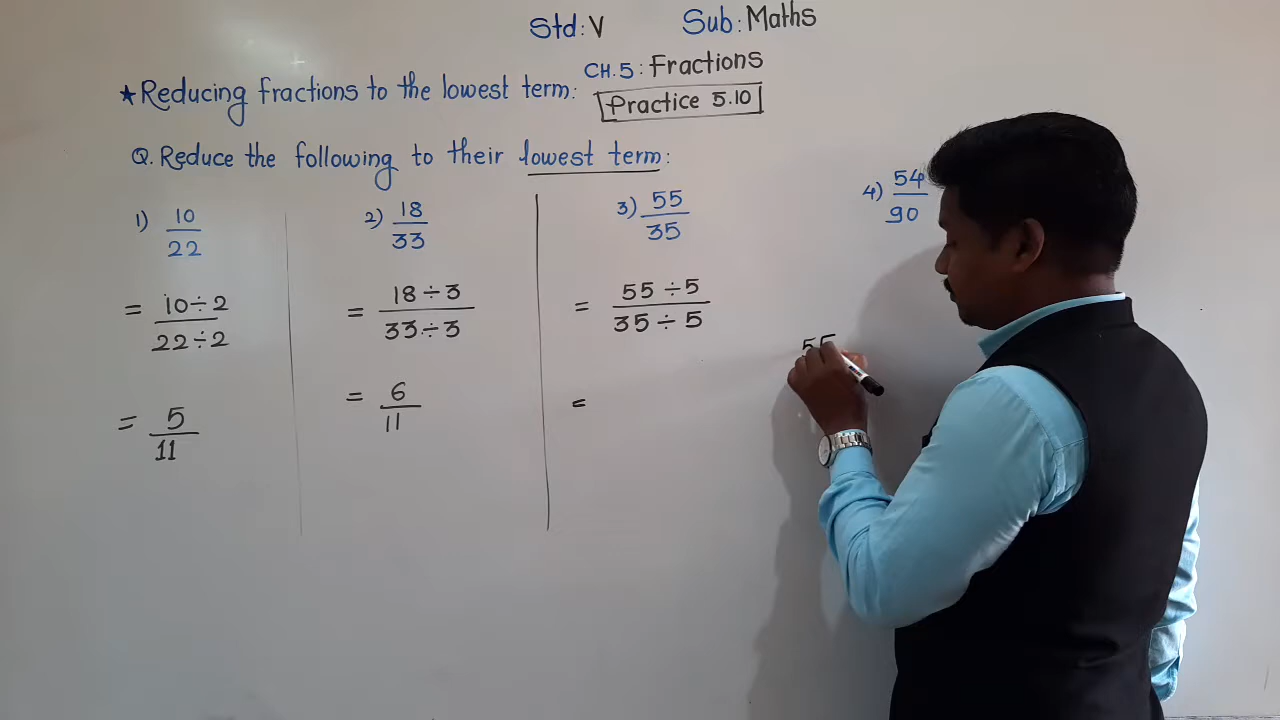 Std: V Sub: Maths
★ Reducing fractions to the lowest term: CH.5: Fractions
Practice 5.10
Q. Reduce the following to their lowest term:
1) 10/22
= 10÷2/22÷2
= 5/11
2) 18/33
= 18÷3/33÷3
= 6/11
3) 55/35
= 55÷5/35÷5
=
55
4) 54/90